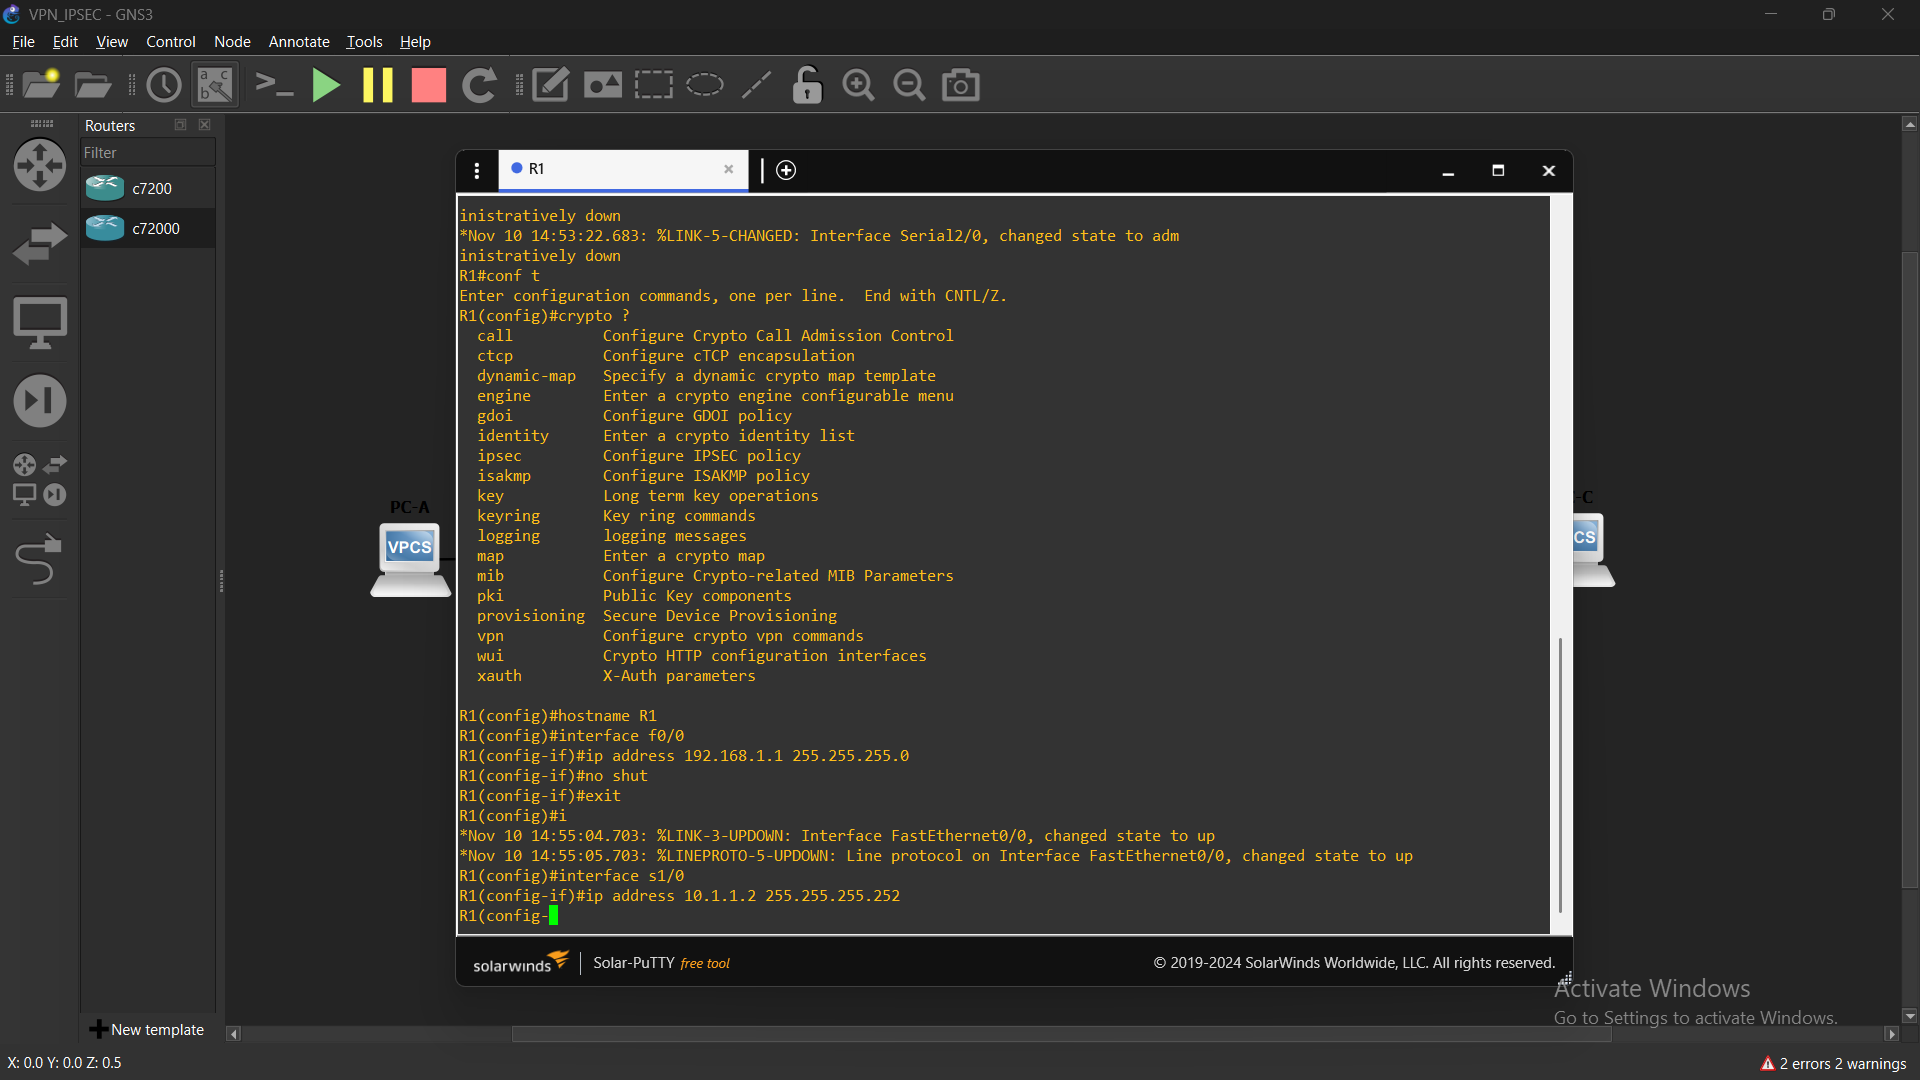 VPN_IPSEC - GNS3
File Edit View Control Node Annotate Tools Help
a c
b
Routers
Filter
c7200
c72000
New template
PC-A
VPCS
-C
CS
R1
inistratively down
*Nov 10 14:53:22.683: %LINK-5-CHANGED: Interface Serial2/0, changed state to adm
inistratively down
R1#conf t
Enter configuration commands, one per line.  End with CNTL/Z.
R1(config)#crypto ?
  call          Configure Crypto Call Admission Control
  ctcp          Configure cTCP encapsulation
  dynamic-map   Specify a dynamic crypto map template
  engine        Enter a crypto engine configurable menu
  gdoi          Configure GDOI policy
  identity      Enter a crypto identity list
  ipsec         Configure IPSEC policy
  isakmp        Configure ISAKMP policy
  key           Long term key operations
  keyring       Key ring commands
  logging       logging messages
  map           Enter a crypto map
  mib           Configure Crypto-related MIB Parameters
  pki           Public Key components
  provisioning  Secure Device Provisioning
  vpn           Configure crypto vpn commands
  wui           Crypto HTTP configuration interfaces
  xauth         X-Auth parameters
R1(config)#hostname R1
R1(config)#interface f0/0
R1(config-if)#ip address 192.168.1.1 255.255.255.0
R1(config-if)#no shut
R1(config-if)#exit
R1(config)#i
*Nov 10 14:55:04.703: %LINK-3-UPDOWN: Interface FastEthernet0/0, changed state to up
*Nov 10 14:55:05.703: %LINEPROTO-5-UPDOWN: Line protocol on Interface FastEthernet0/0, changed state to up
R1(config)#interface s1/0
R1(config-if)#ip address 10.1.1.2 255.255.255.252
R1(config-
solarwinds Solar-PuTTY free tool © 2019-2024 SolarWinds Worldwide, LLC. All rights reserved.
Activate Windows
Go to Settings to activate Windows.
X: 0.0 Y: 0.0 Z: 0.5
2 errors 2 warnings